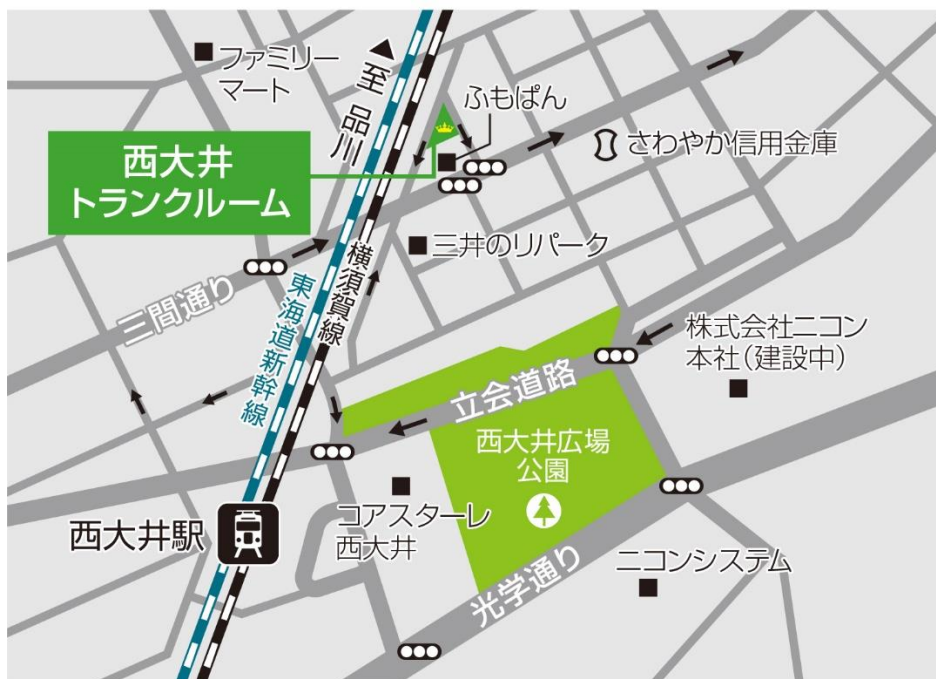 ファミリー
マート
至 品川
ふもぱん
さわやか信用金庫
西大井
トランクルーム
三井のリパーク
横須賀線
東海道新幹線
三間通り
株式会社ニコン
本社(建設中)
立会道路
西大井広場
公園
コアスターレ
西大井
西大井駅
光学通り
ニコンシステム